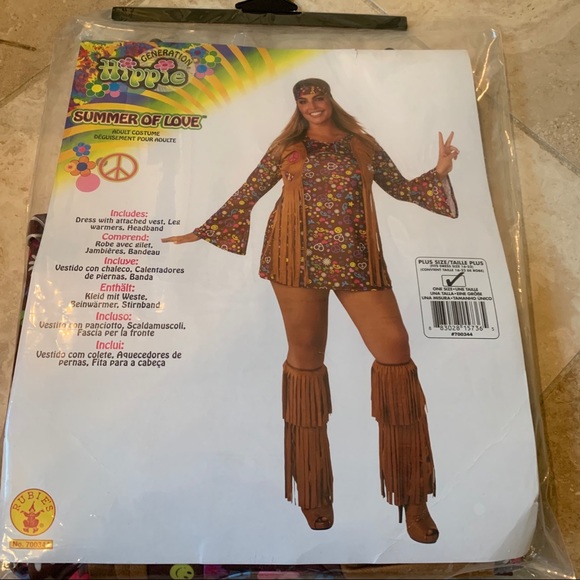 GENERATION
Hippie
SUMMER OF LOVE™
ADULT COSTUME
DÉGUISEMENT POUR ADULTE
Includes:
Dress with attached vest, Leg
warmers, Headband
Comprend:
Robe avec gilet,
Jambières, Bandeau
Incluye:
Vestido con chaleco, Calentadores
de piernas, Banda
Enthält:
Kleid mit Weste,
Beinwärmer, Stirnband
Incluso:
Vestito con panciotto, Scaldamuscoli,
Fascia per la fronte
Inclui:
Vestido com colete, Aquecedores de
pernas, Fita para a cabeça
PLUS SIZE/TAILLE PLUS
ONE SIZE•UNE TAILLE
UNA TALLA•EINE GRÖßE
UNA MISURA•TAMANHO ÚNICO
83028 15736
#700344
RUBIE'S